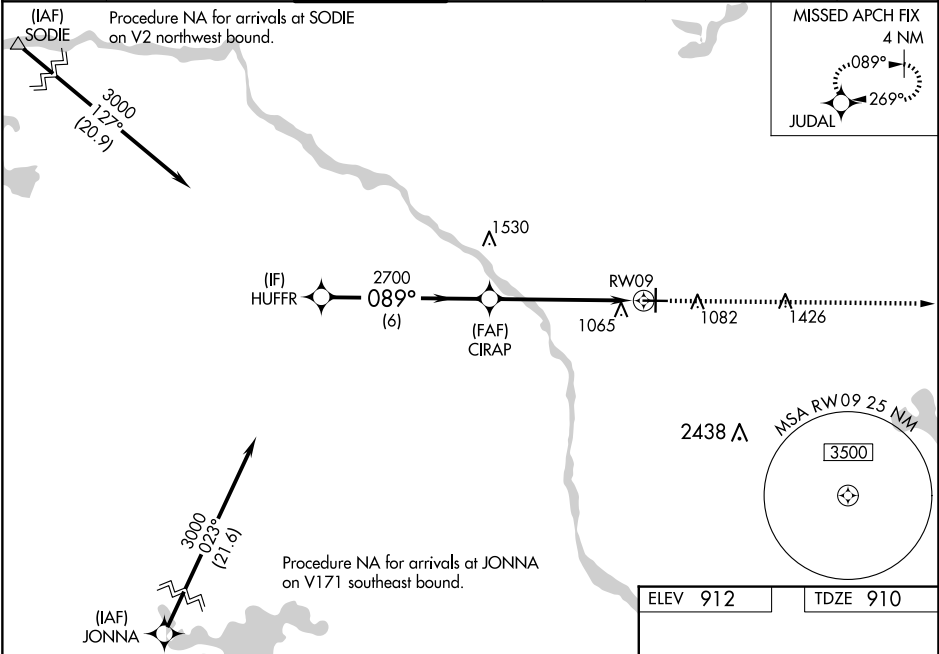 (IAF)
SODIE
Procedure NA for arrivals at SODIE
on V2 northwest bound.
3000
127°
(20.9)
MISSED APCH FIX
4 NM
089°
269°
JUDAL
1530
(IF)
HUFFR
2700
089°
(6)
(FAF)
CIRAP
RW09
1065
1082
1426
2438
MSA RW09 25 NM
3500
3000
023°
(21.6)
Procedure NA for arrivals at JONNA
on V171 southeast bound.
(IAF)
JONNA
ELEV 912
TDZE 910